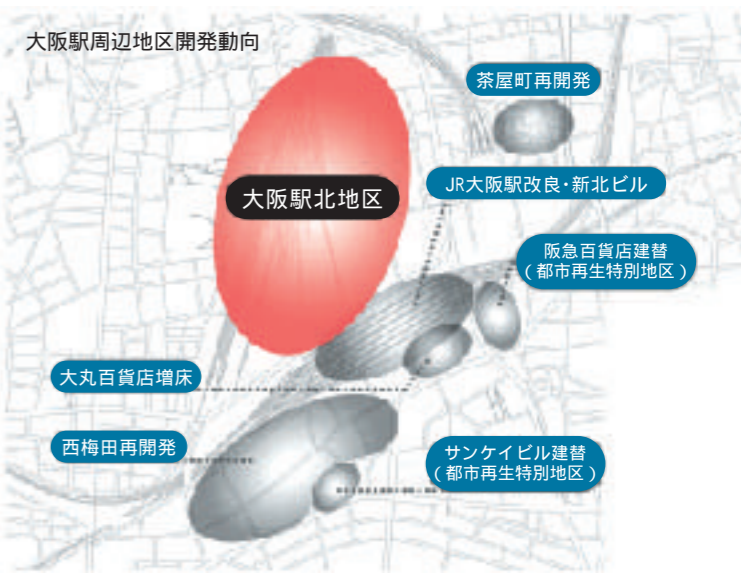 大阪駅周辺地区開発動向
茶屋町再開発
大阪駅北地区
JR大阪駅改良・新北ビル
阪急百貨店建替
(都市再生特別地区)
大丸百貨店増床
西梅田再開発
サンケイビル建替
(都市再生特別地区)